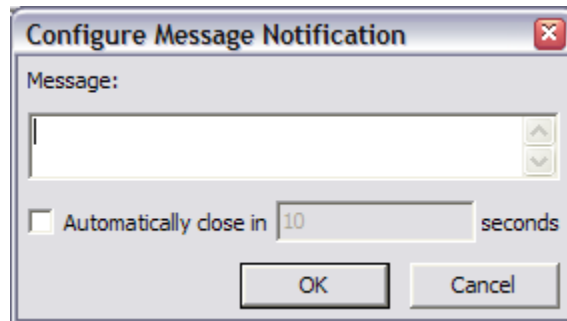 Configure Message Notification
Message:
Automatically close in 10 seconds
OK Cancel